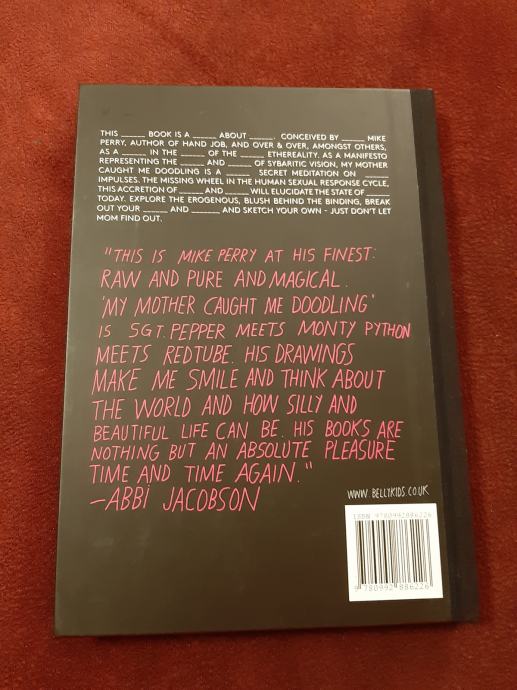 THIS ______ BOOK IS A ______ ABOUT ______. CONCEIVED BY ______ MIKE
PERRY, AUTHOR OF HAND JOB, AND OVER & OVER, AMONGST OTHERS,
AS A ______ IN THE ______ OF THE ______ ETHEREALITY. AS A MANIFESTO
REPRESENTING THE ______ AND ______ OF SYBARITIC VISION, MY MOTHER
CAUGHT ME DOODLING IS A ______ SECRET MEDITATION ON ______
IMPULSES. THE MISSING WHEEL IN THE HUMAN SEXUAL RESPONSE CYCLE,
THIS ACCRETION OF ______ AND ______ WILL ELUCIDATE THE STATE OF ______
TODAY. EXPLORE THE EROGENOUS, BLUSH BEHIND THE BINDING, BREAK
OUT YOUR ______ AND ______ AND SKETCH YOUR OWN - JUST DON'T LET
MOM FIND OUT.
"THIS IS MIKE PERRY AT HIS FINEST:
RAW AND PURE AND MAGICAL.
'MY MOTHER CAUGHT ME DOODLING'
IS SGT. PEPPER MEETS MONTY PYTHON
MEETS REDTUBE. HIS DRAWINGS
MAKE ME SMILE AND THINK ABOUT
THE WORLD AND HOW SILLY AND
BEAUTIFUL LIFE CAN BE. HIS BOOKS ARE
NOTHING BUT AN ABSOLUTE PLEASURE
TIME AND TIME AGAIN."
-ABBI JACOBSON
WWW.BELLYKIDS.CO.UK
ISBN 9780992886226
9 780992 886226